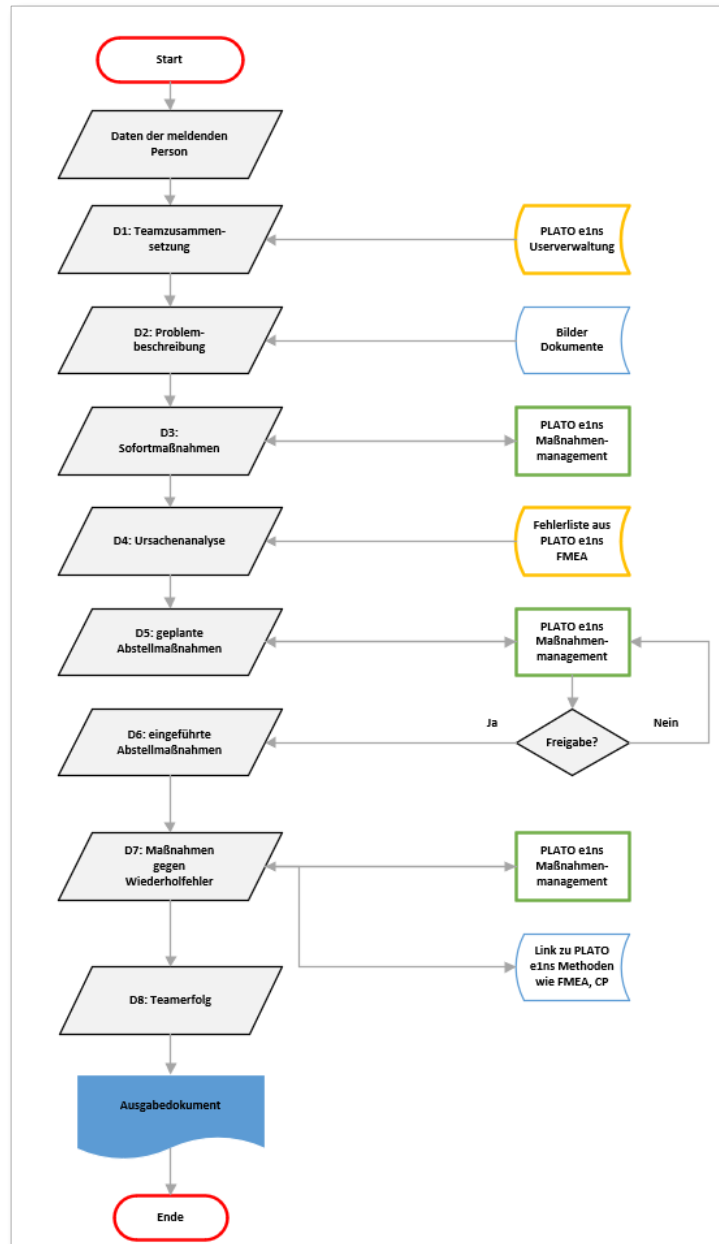 Start
Daten der meldenden
Person
D1: Teamzusammen-
setzung
PLATO e1ns
Userverwaltung
D2: Problem-
beschreibung
Bilder
Dokumente
D3:
Sofortmaßnahmen
PLATO e1ns
Maßnahmen-
management
D4: Ursachenanalyse
Fehlerliste aus
PLATO e1ns
FMEA
D5: geplante
Abstellmaßnahmen
PLATO e1ns
Maßnahmen-
management
D6: eingeführte
Abstellmaßnahmen
Ja
Freigabe?
Nein
D7: Maßnahmen
gegen
Wiederholfehler
PLATO e1ns
Maßnahmen-
management
Link zu PLATO
e1ns Methoden
wie FMEA, CP
D8: Teamerfolg
Ausgabedokument
Ende